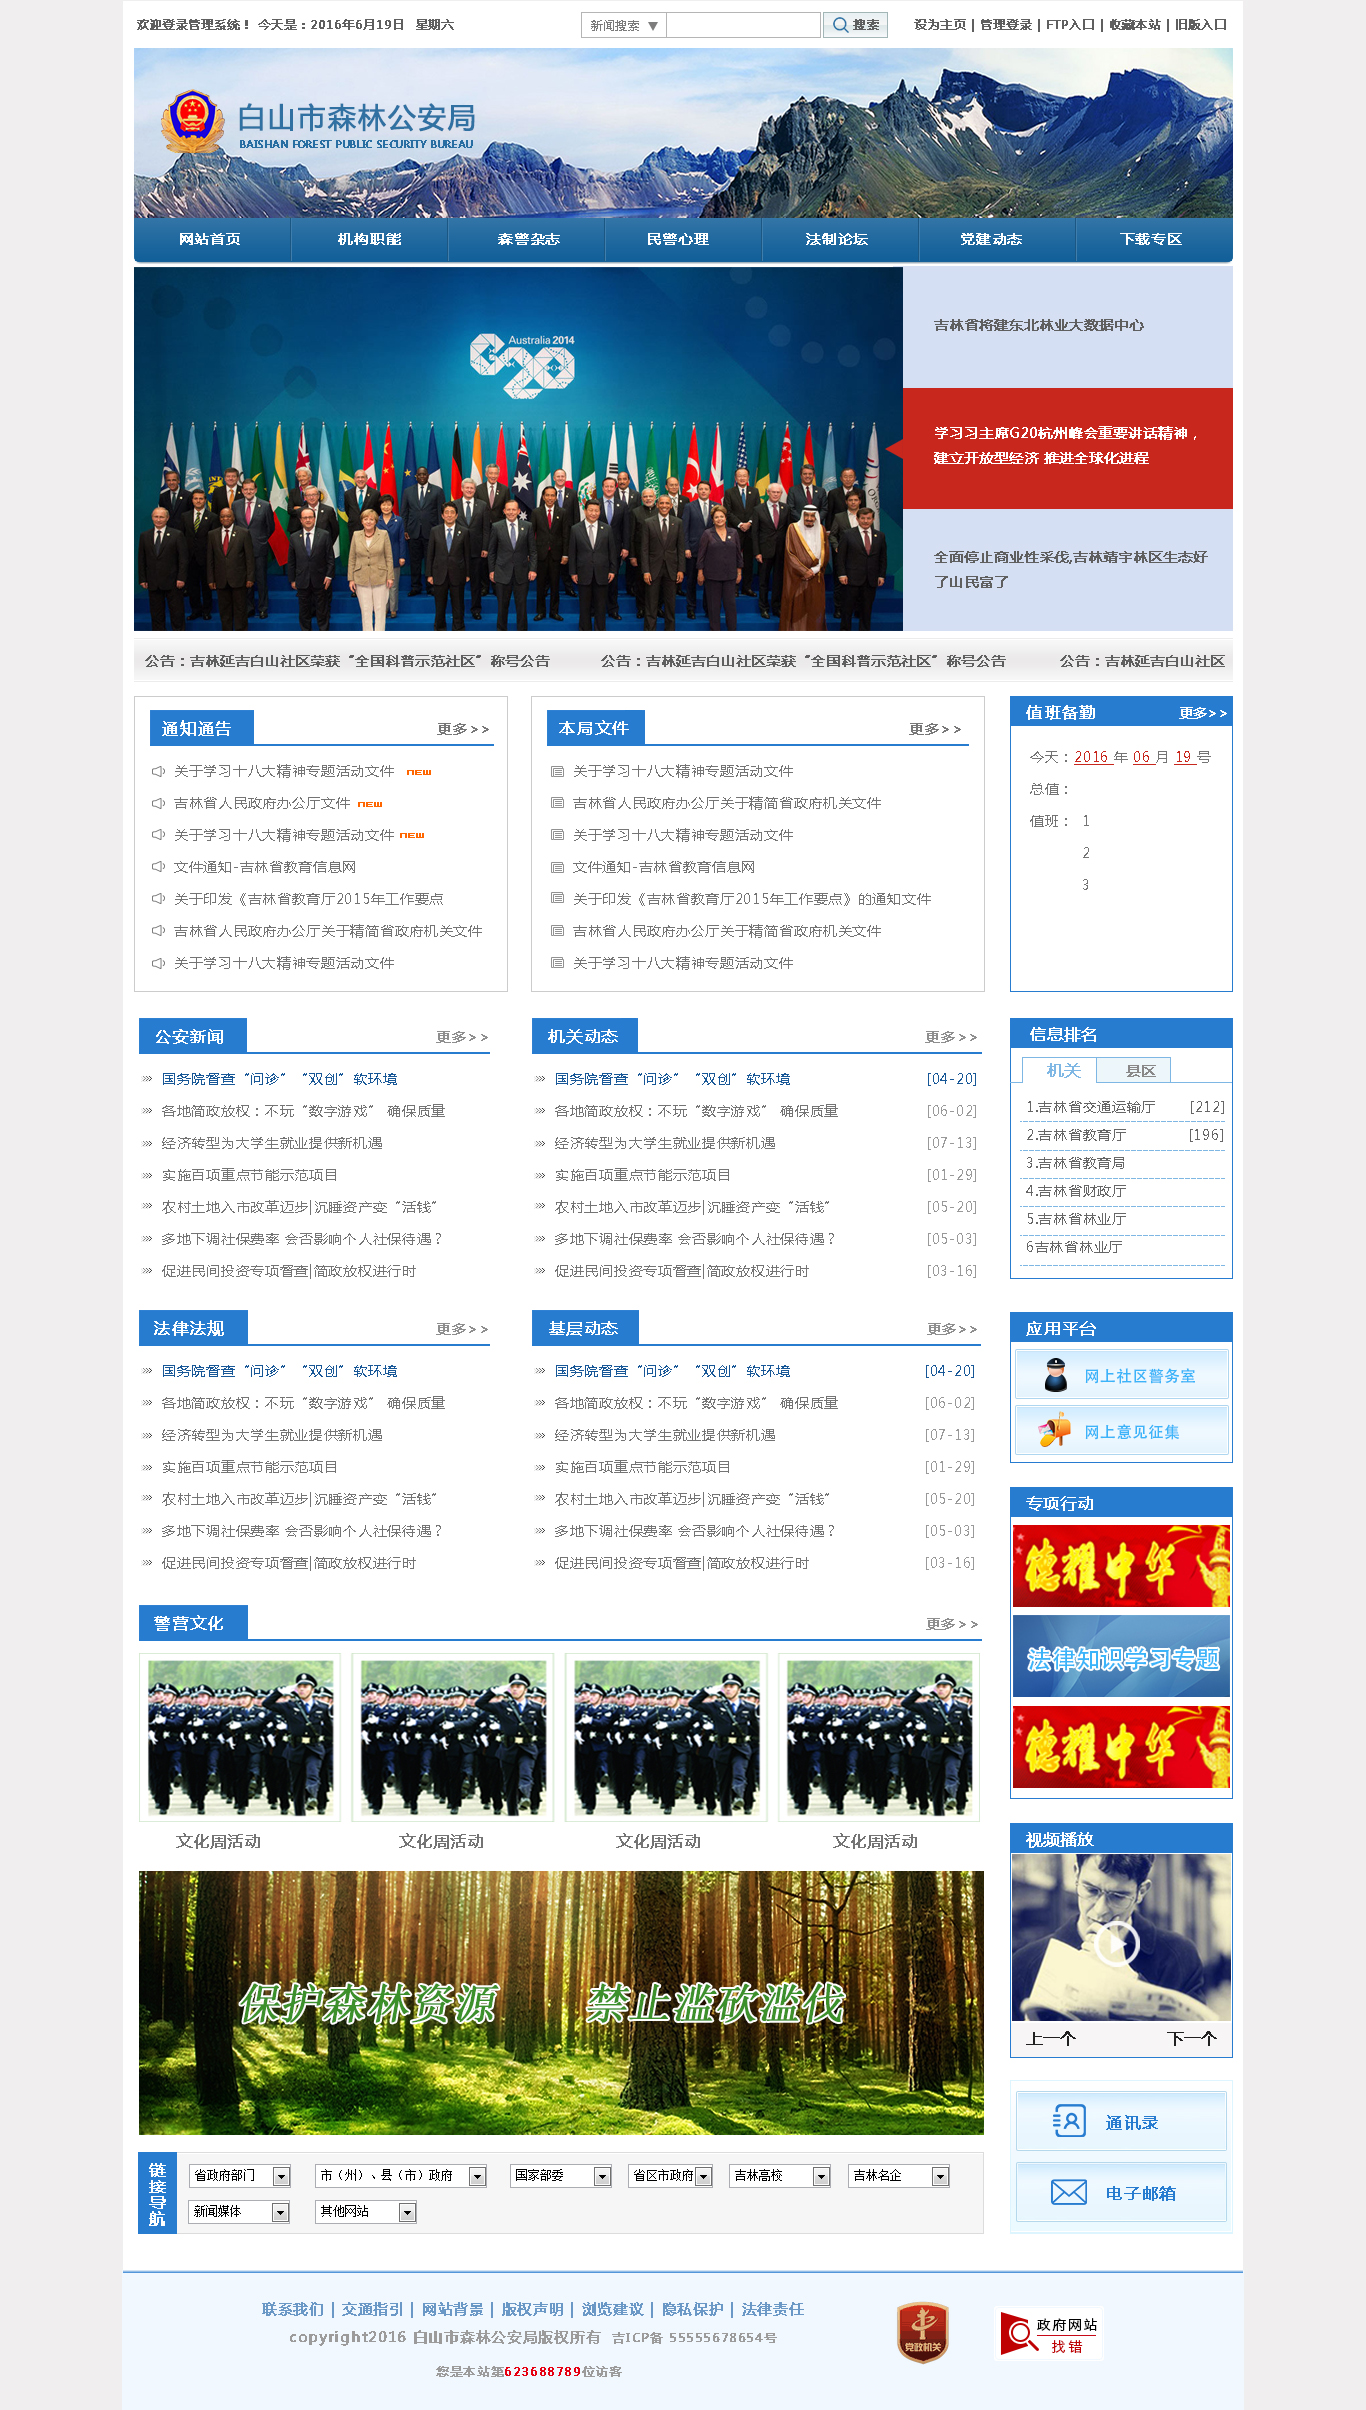 欢迎登录管理系统！ 今天是：2016年6月19日 星期六
新闻搜索 ▼
搜索
设为主页 | 管理登录 | FTP入口 | 收藏本站 | 旧版入口
白山市森林公安局
BAISHAN FOREST PUBLIC SECURITY BUREAU
网站首页 机构职能 森警杂志 民警心理 法制论坛 党建动态 下载专区
Australia 2014
G20
吉林省将建东北林业大数据中心
学习习主席G20杭州峰会重要讲话精神，
建立开放型经济 推进全球化进程
全面停止商业性采伐,吉林靖宇林区生态好
了山民富了
公告：吉林延吉白山社区荣获“全国科普示范社区”称号公告 公告：吉林延吉白山社区荣获“全国科普示范社区”称号公告 公告：吉林延吉白山社区
通知通告 更多>>
关于学习十八大精神专题活动文件 new
吉林省人民政府办公厅文件 new
关于学习十八大精神专题活动文件 new
文件通知-吉林省教育信息网
关于印发《吉林省教育厅2015年工作要点
吉林省人民政府办公厅关于精简省政府机关文件
关于学习十八大精神专题活动文件
本局文件 更多>>
关于学习十八大精神专题活动文件
吉林省人民政府办公厅关于精简省政府机关文件
关于学习十八大精神专题活动文件
文件通知-吉林省教育信息网
关于印发《吉林省教育厅2015年工作要点》的通知文件
吉林省人民政府办公厅关于精简省政府机关文件
关于学习十八大精神专题活动文件
值班备勤 更多>>
今天：2016 年 06 月 19 号
总值：
值班： 1
2
3
公安新闻 更多>>
国务院督查“问诊” “双创”软环境
各地简政放权：不玩“数字游戏” 确保质量
经济转型为大学生就业提供新机遇
实施百项重点节能示范项目
农村土地入市改革迈步|沉睡资产变“活钱”
多地下调社保费率 会否影响个人社保待遇？
促进民间投资专项督查|简政放权进行时
机关动态 更多>>
国务院督查“问诊” “双创”软环境 [04-20]
各地简政放权：不玩“数字游戏” 确保质量 [06-02]
经济转型为大学生就业提供新机遇 [07-13]
实施百项重点节能示范项目 [01-29]
农村土地入市改革迈步|沉睡资产变“活钱” [05-20]
多地下调社保费率 会否影响个人社保待遇？ [05-03]
促进民间投资专项督查|简政放权进行时 [03-16]
信息排名
机关 县区
1.吉林省交通运输厅 [212]
2.吉林省教育厅 [196]
3.吉林省教育局
4.吉林省财政厅
5.吉林省林业厅
6吉林省林业厅
法律法规 更多>>
国务院督查“问诊” “双创”软环境
各地简政放权：不玩“数字游戏” 确保质量
经济转型为大学生就业提供新机遇
实施百项重点节能示范项目
农村土地入市改革迈步|沉睡资产变“活钱”
多地下调社保费率 会否影响个人社保待遇？
促进民间投资专项督查|简政放权进行时
基层动态 更多>>
国务院督查“问诊” “双创”软环境 [04-20]
各地简政放权：不玩“数字游戏” 确保质量 [06-02]
经济转型为大学生就业提供新机遇 [07-13]
实施百项重点节能示范项目 [01-29]
农村土地入市改革迈步|沉睡资产变“活钱” [05-20]
多地下调社保费率 会否影响个人社保待遇？ [05-03]
促进民间投资专项督查|简政放权进行时 [03-16]
应用平台
网上社区警务室
网上意见征集
专项行动
德耀中华
法律知识学习专题
德耀中华
警营文化 更多>>
文化周活动 文化周活动 文化周活动 文化周活动
视频播放
上一个 下一个
保护森林资源 禁止滥砍滥伐
通讯录
电子邮箱
链接导航
省政府部门 市（州）、县（市）政府 国家部委 省区市政府 吉林高校 吉林名企
新闻媒体 其他网站
联系我们 | 交通指引 | 网站背景 | 版权声明 | 浏览建议 | 隐私保护 | 法律责任
copyright2016 白山市森林公安局版权所有 吉ICP备 55555678654号
您是本站第623688789位访客
党政机关
政府网站
找错